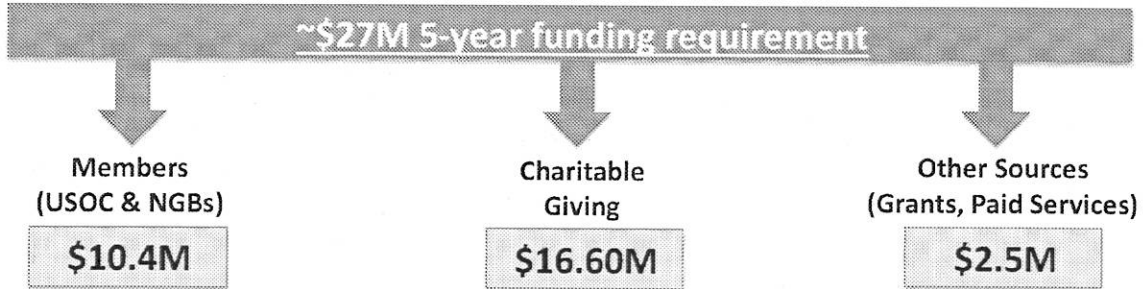 ~$27M 5-year funding requirement
Members
(USOC & NGBs)
$10.4M
Charitable
Giving
$16.60M
Other Sources
(Grants, Paid Services)
$2.5M